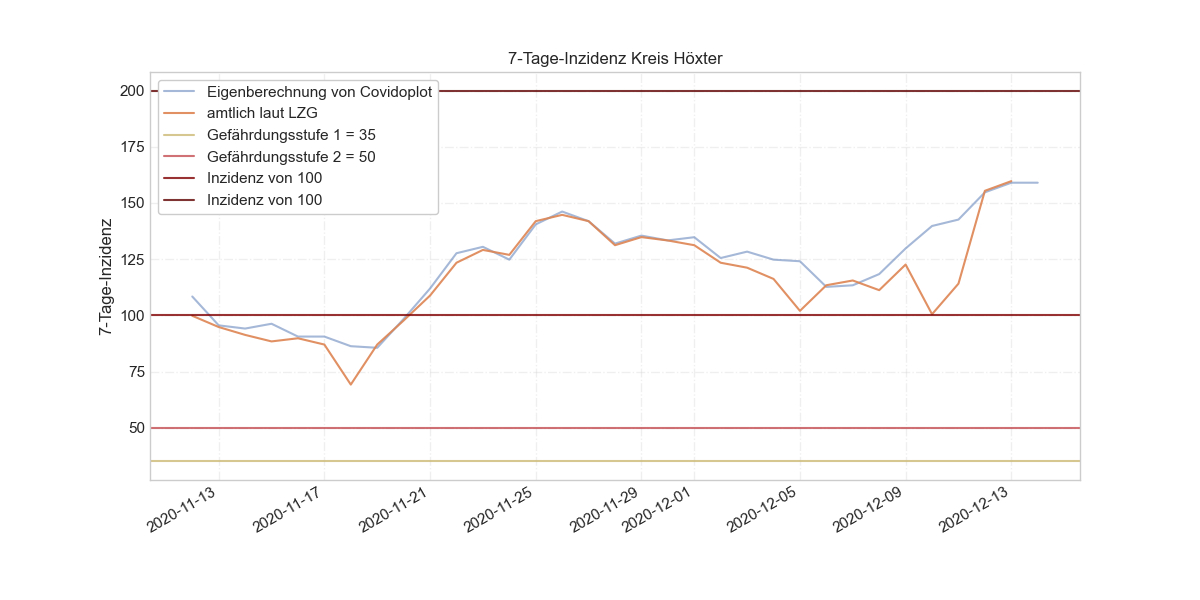 7-Tage-Inzidenz Kreis Höxter
Eigenberechnung von Covidoplot
amtlich laut LZG
Gefährdungsstufe 1 = 35
Gefährdungsstufe 2 = 50
Inzidenz von 100
Inzidenz von 100
7-Tage-Inzidenz
200
175
150
125
100
75
50
2020-11-13
2020-11-17
2020-11-21
2020-11-25
2020-11-29
2020-12-01
2020-12-05
2020-12-09
2020-12-13